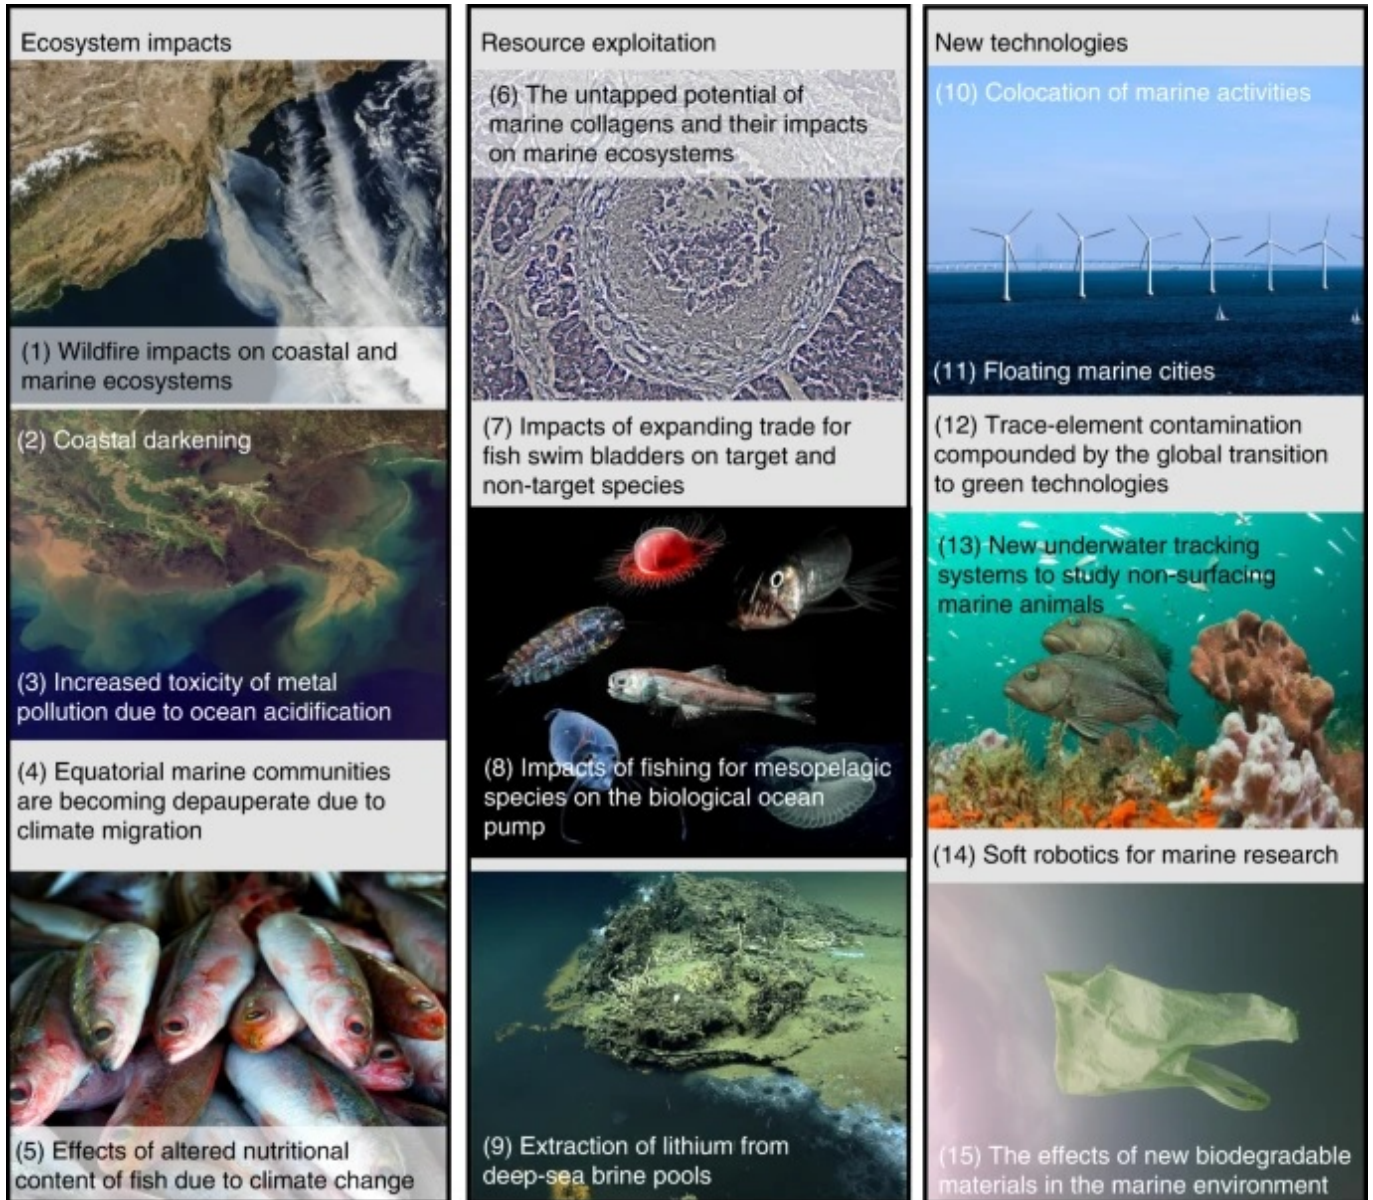 Ecosystem impacts
(1) Wildfire impacts on coastal and
marine ecosystems
(2) Coastal darkening
(3) Increased toxicity of metal
pollution due to ocean acidification
(4) Equatorial marine communities
are becoming depauperate due to
climate migration
(5) Effects of altered nutritional
content of fish due to climate change
Resource exploitation
(6) The untapped potential of
marine collagens and their impacts
on marine ecosystems
(7) Impacts of expanding trade for
fish swim bladders on target and
non-target species
(8) Impacts of fishing for mesopelagic
species on the biological ocean
pump
(9) Extraction of lithium from
deep-sea brine pools
New technologies
(10) Colocation of marine activities
(11) Floating marine cities
(12) Trace-element contamination
compounded by the global transition
to green technologies
(13) New underwater tracking
systems to study non-surfacing
marine animals
(14) Soft robotics for marine research
(15) The effects of new biodegradable
materials in the marine environment